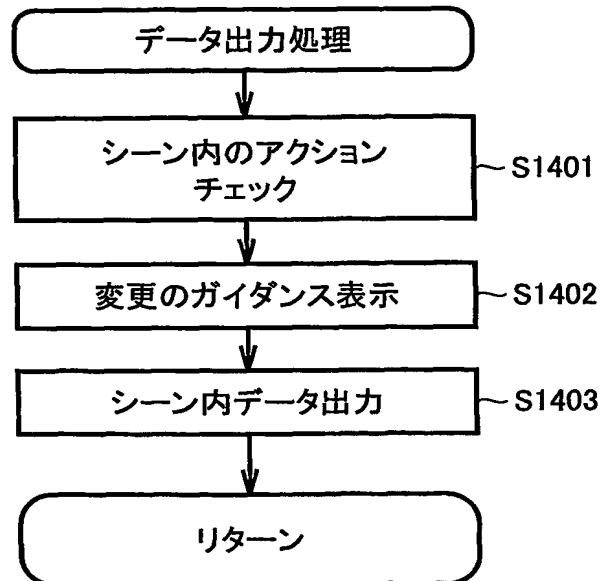 データ出力処理
シーン内のアクション
チェック
S1401
変更のガイダンス表示
S1402
シーン内データ出力
S1403
リターン